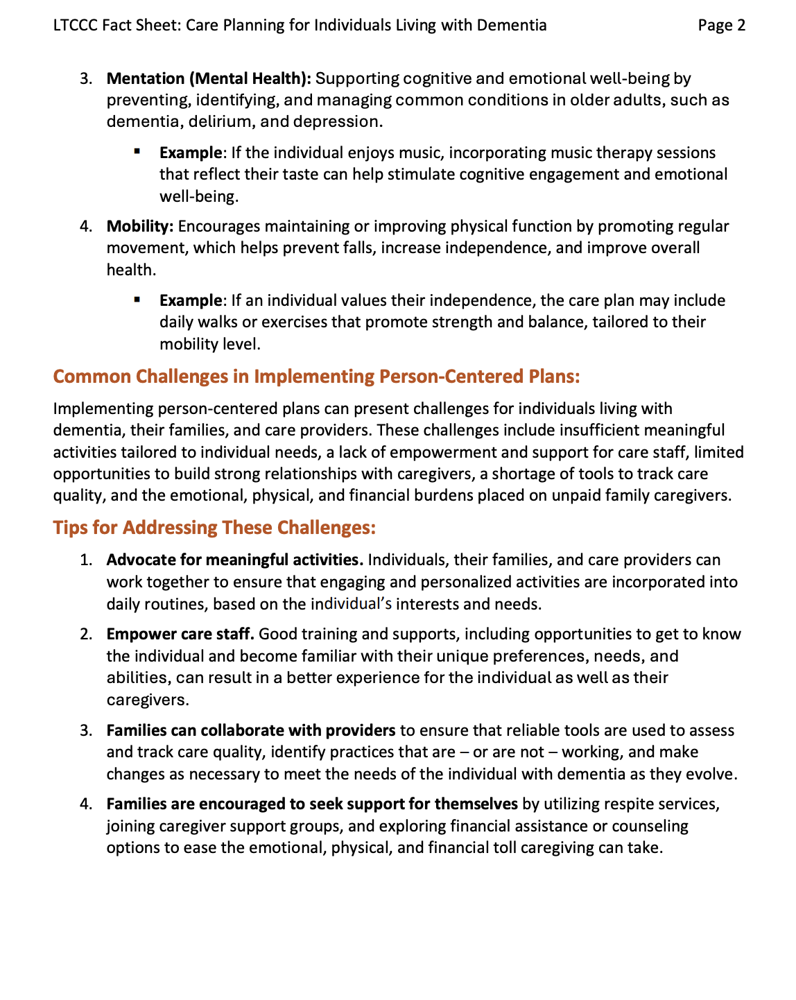 LTCCC Fact Sheet: Care Planning for Individuals Living with Dementia Page 2
3. Mentation (Mental Health): Supporting cognitive and emotional well-being by
preventing, identifying, and managing common conditions in older adults, such as
dementia, delirium, and depression.
▪ Example: If the individual enjoys music, incorporating music therapy sessions
that reflect their taste can help stimulate cognitive engagement and emotional
well-being.
4. Mobility: Encourages maintaining or improving physical function by promoting regular
movement, which helps prevent falls, increase independence, and improve overall
health.
▪ Example: If an individual values their independence, the care plan may include
daily walks or exercises that promote strength and balance, tailored to their
mobility level.
Common Challenges in Implementing Person-Centered Plans:
Implementing person-centered plans can present challenges for individuals living with
dementia, their families, and care providers. These challenges include insufficient meaningful
activities tailored to individual needs, a lack of empowerment and support for care staff, limited
opportunities to build strong relationships with caregivers, a shortage of tools to track care
quality, and the emotional, physical, and financial burdens placed on unpaid family caregivers.
Tips for Addressing These Challenges:
1. Advocate for meaningful activities. Individuals, their families, and care providers can
work together to ensure that engaging and personalized activities are incorporated into
daily routines, based on the individual’s interests and needs.
2. Empower care staff. Good training and supports, including opportunities to get to know
the individual and become familiar with their unique preferences, needs, and
abilities, can result in a better experience for the individual as well as their
caregivers.
3. Families can collaborate with providers to ensure that reliable tools are used to assess
and track care quality, identify practices that are – or are not – working, and make
changes as necessary to meet the needs of the individual with dementia as they evolve.
4. Families are encouraged to seek support for themselves by utilizing respite services,
joining caregiver support groups, and exploring financial assistance or counseling
options to ease the emotional, physical, and financial toll caregiving can take.